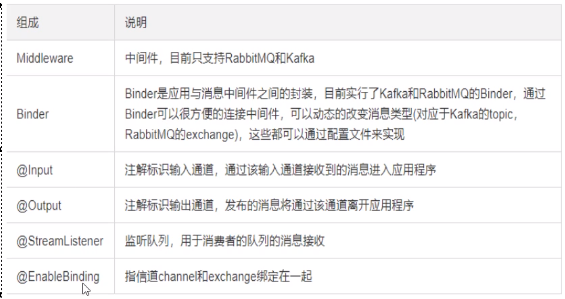 组成 说明
Middleware 中间件，目前只支持RabbitMQ和Kafka
Binder Binder是应用与消息中间件之间的封装，目前实行了Kafka和RabbitMQ的Binder，通过
Binder可以很方便的连接中间件，可以动态的改变消息类型(对应于Kafka的topic，
RabbitMQ的exchange)，这些都可以通过配置文件来实现
@Input 注解标识输入通道，通过该输入通道接收到的消息进入应用程序
@Output 注解标识输出通道，发布的消息将通过该通道离开应用程序
@StreamListener 监听队列，用于消费者的队列的消息接收
@EnableBinding 指信道channel和exchange绑定在一起